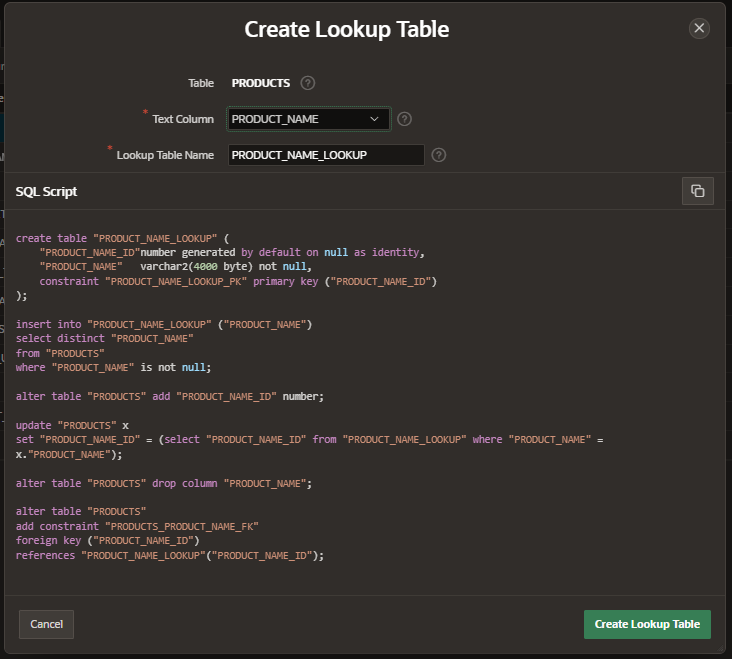 Create Lookup Table
Table PRODUCTS
* Text Column PRODUCT_NAME
* Lookup Table Name PRODUCT_NAME_LOOKUP
SQL Script
create table "PRODUCT_NAME_LOOKUP" (
    "PRODUCT_NAME_ID"number generated by default on null as identity,
    "PRODUCT_NAME"   varchar2(4000 byte) not null,
    constraint "PRODUCT_NAME_LOOKUP_PK" primary key ("PRODUCT_NAME_ID")
);
insert into "PRODUCT_NAME_LOOKUP" ("PRODUCT_NAME")
select distinct "PRODUCT_NAME"
from "PRODUCTS"
where "PRODUCT_NAME" is not null;
alter table "PRODUCTS" add "PRODUCT_NAME_ID" number;
update "PRODUCTS" x
set "PRODUCT_NAME_ID" = (select "PRODUCT_NAME_ID" from "PRODUCT_NAME_LOOKUP" where "PRODUCT_NAME" =
x."PRODUCT_NAME");
alter table "PRODUCTS" drop column "PRODUCT_NAME";
alter table "PRODUCTS"
add constraint "PRODUCTS_PRODUCT_NAME_FK"
foreign key ("PRODUCT_NAME_ID")
references "PRODUCT_NAME_LOOKUP"("PRODUCT_NAME_ID");
Cancel Create Lookup Table